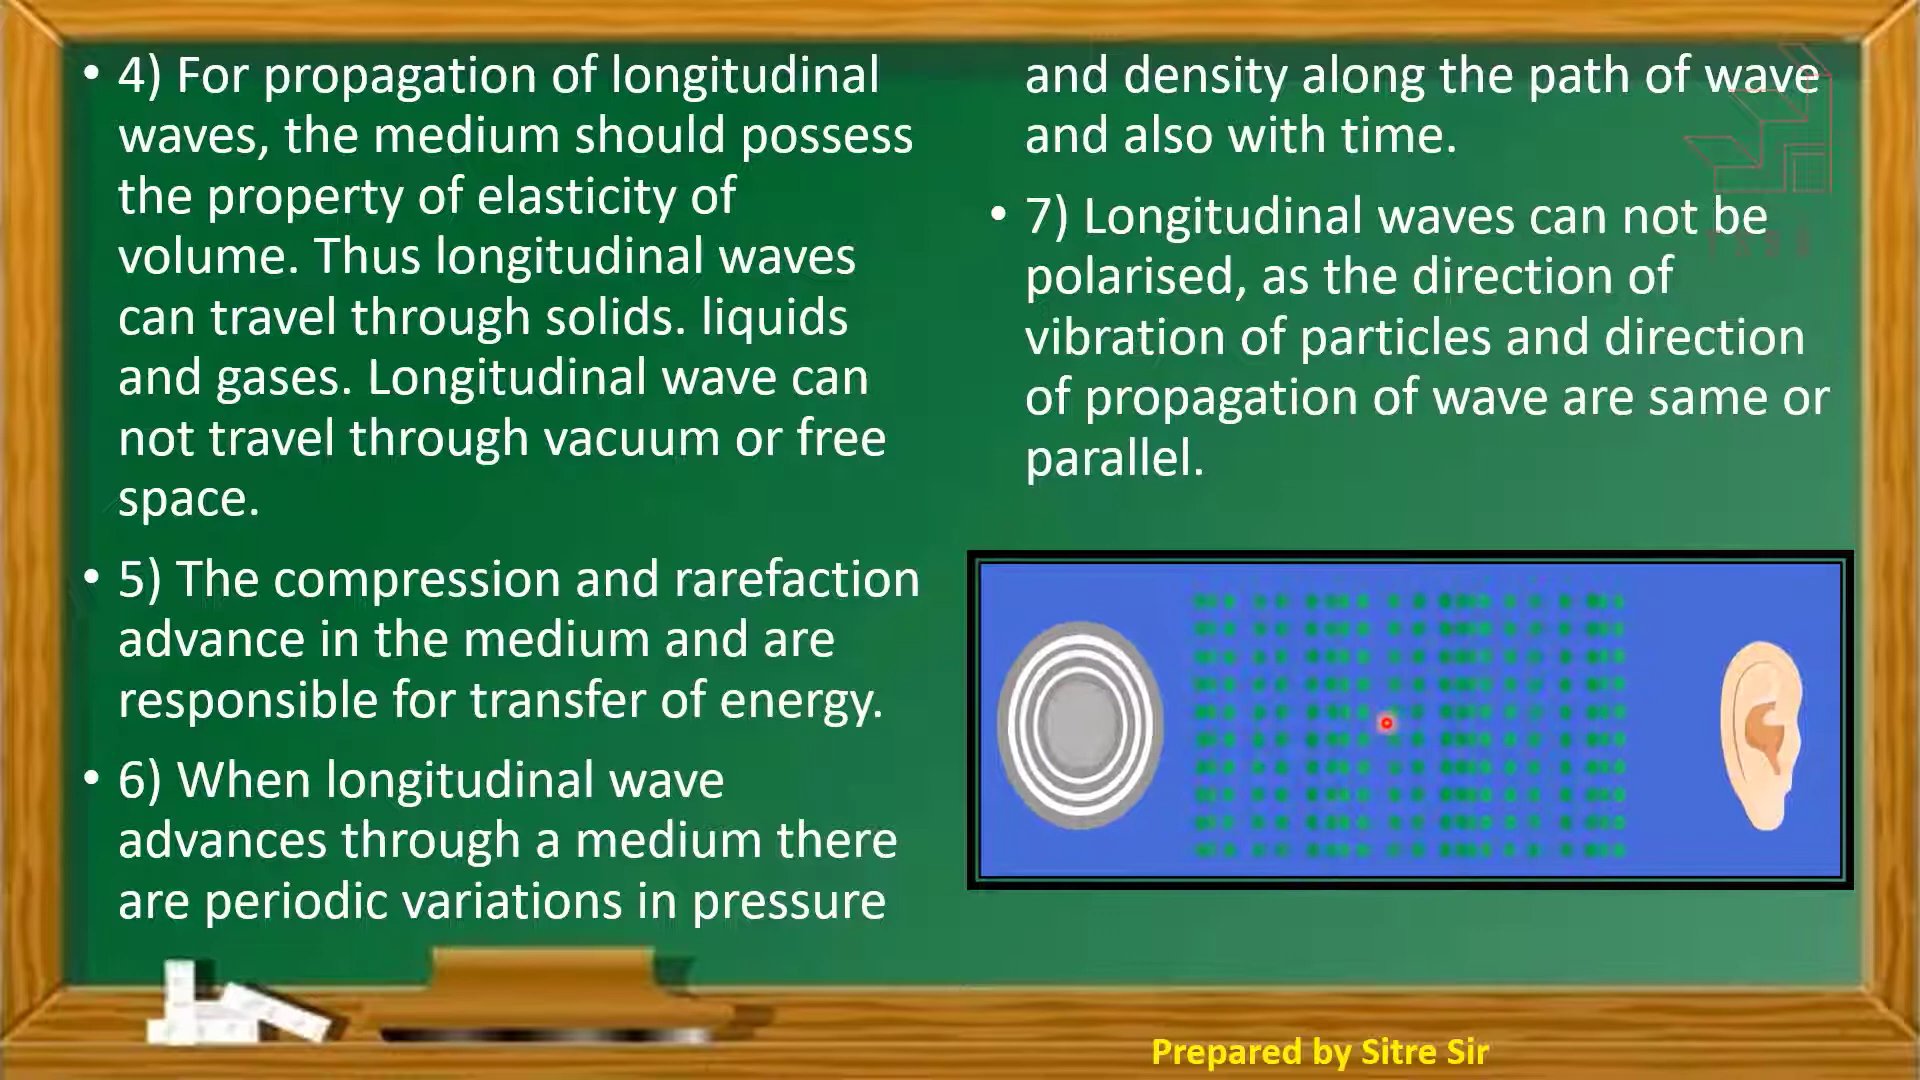 • 4) For propagation of longitudinal
waves, the medium should possess
the property of elasticity of
volume. Thus longitudinal waves
can travel through solids. liquids
and gases. Longitudinal wave can
not travel through vacuum or free
space.
• 5) The compression and rarefaction
advance in the medium and are
responsible for transfer of energy.
• 6) When longitudinal wave
advances through a medium there
are periodic variations in pressure
and density along the path of wave
and also with time.
• 7) Longitudinal waves can not be
polarised, as the direction of
vibration of particles and direction
of propagation of wave are same or
parallel.
Prepared by Sitre Sir